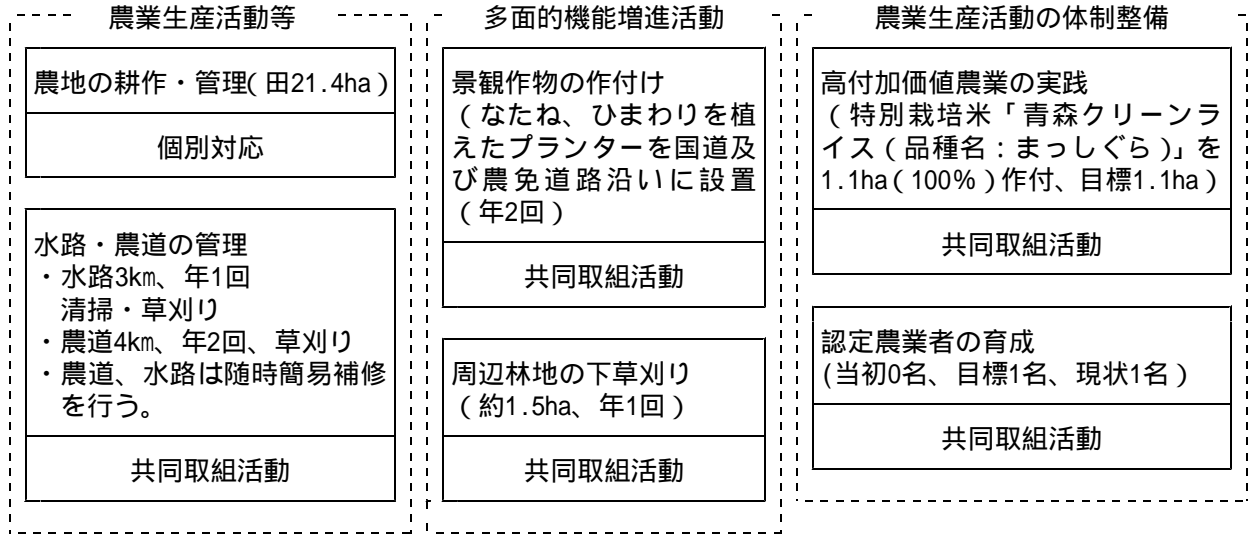 農業生産活動等
農地の耕作・管理(田21.4ha)
個別対応
水路・農道の管理
・水路3㎞、年1回
清掃・草刈り
・農道4㎞、年2回、草刈り
・農道、水路は随時簡易補修
を行う。
共同取組活動
多面的機能増進活動
景観作物の作付け
（なたね、ひまわりを植
えたプランターを国道及
び農免道路沿いに設置
（年2回）
共同取組活動
周辺林地の下草刈り
（約1.5ha、年1回）
共同取組活動
農業生産活動の体制整備
高付加価値農業の実践
（特別栽培米「青森クリーンラ
イス（品種名：まっしぐら）」を
1.1ha（100％）作付、目標1.1ha）
共同取組活動
認定農業者の育成
(当初0名、目標1名、現状1名）
共同取組活動